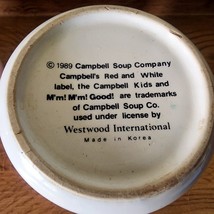 © 1989 Campbell Soup Company
Campbell's Red and White
label, the Campbell Kids and
M'm! M'm! Good! are trademarks
of Campbell Soup Co.
used under license by
Westwood International
Made in Korea